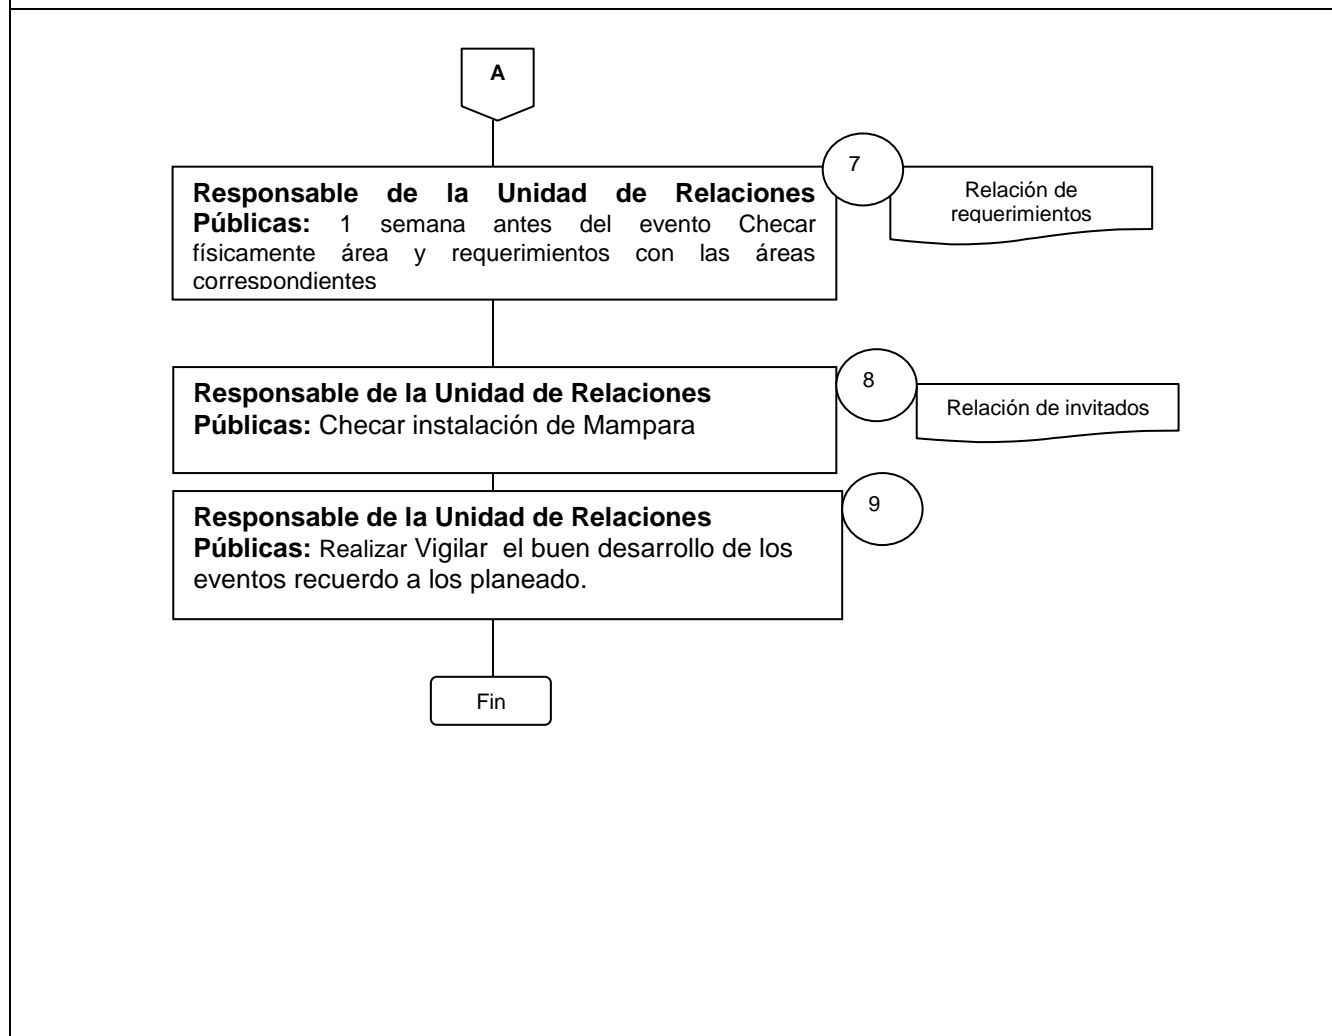 A
7
Responsable de la Unidad de Relaciones
Públicas: 1 semana antes del evento Checar
físicamente área y requerimientos con las áreas
correspondientes
Relación de
requerimientos
8
Responsable de la Unidad de Relaciones
Públicas: Checar instalación de Mampara
Relación de invitados
9
Responsable de la Unidad de Relaciones
Públicas: Realizar Vigilar  el buen desarrollo de los
eventos recuerdo a los planeado.
Fin